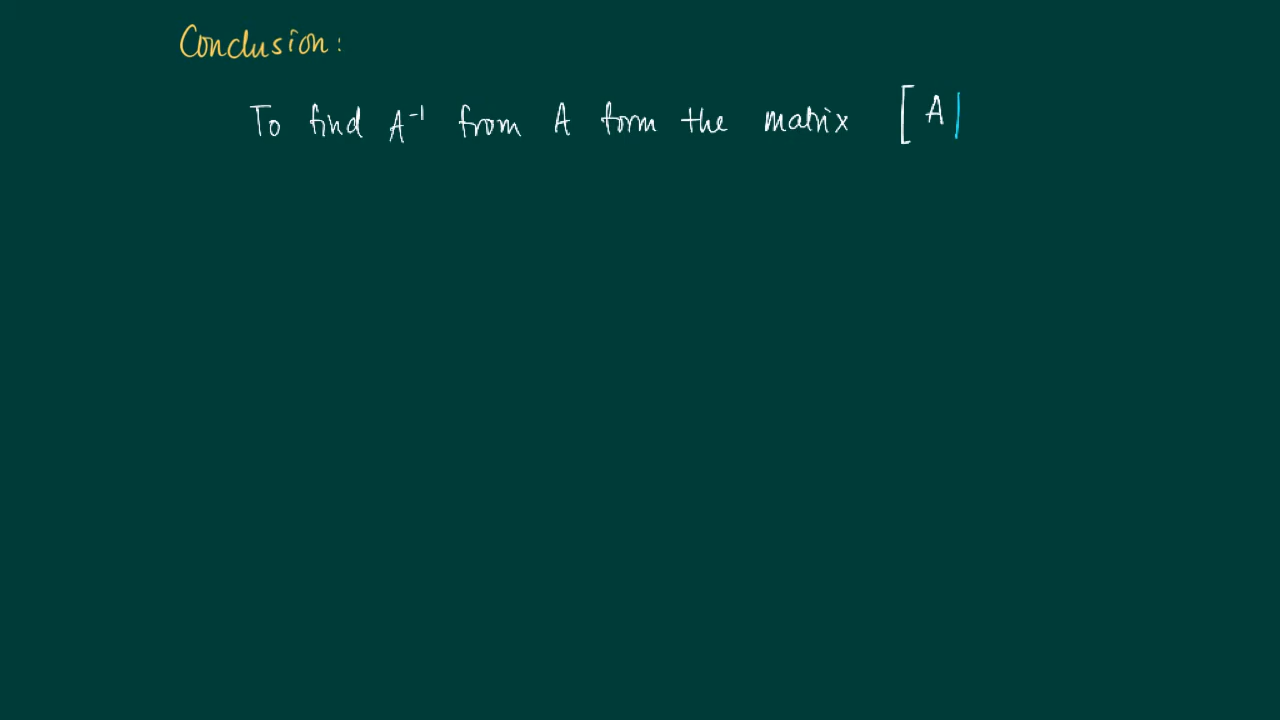 Conclusion:
To find A⁻¹ from A form the matrix [ A |